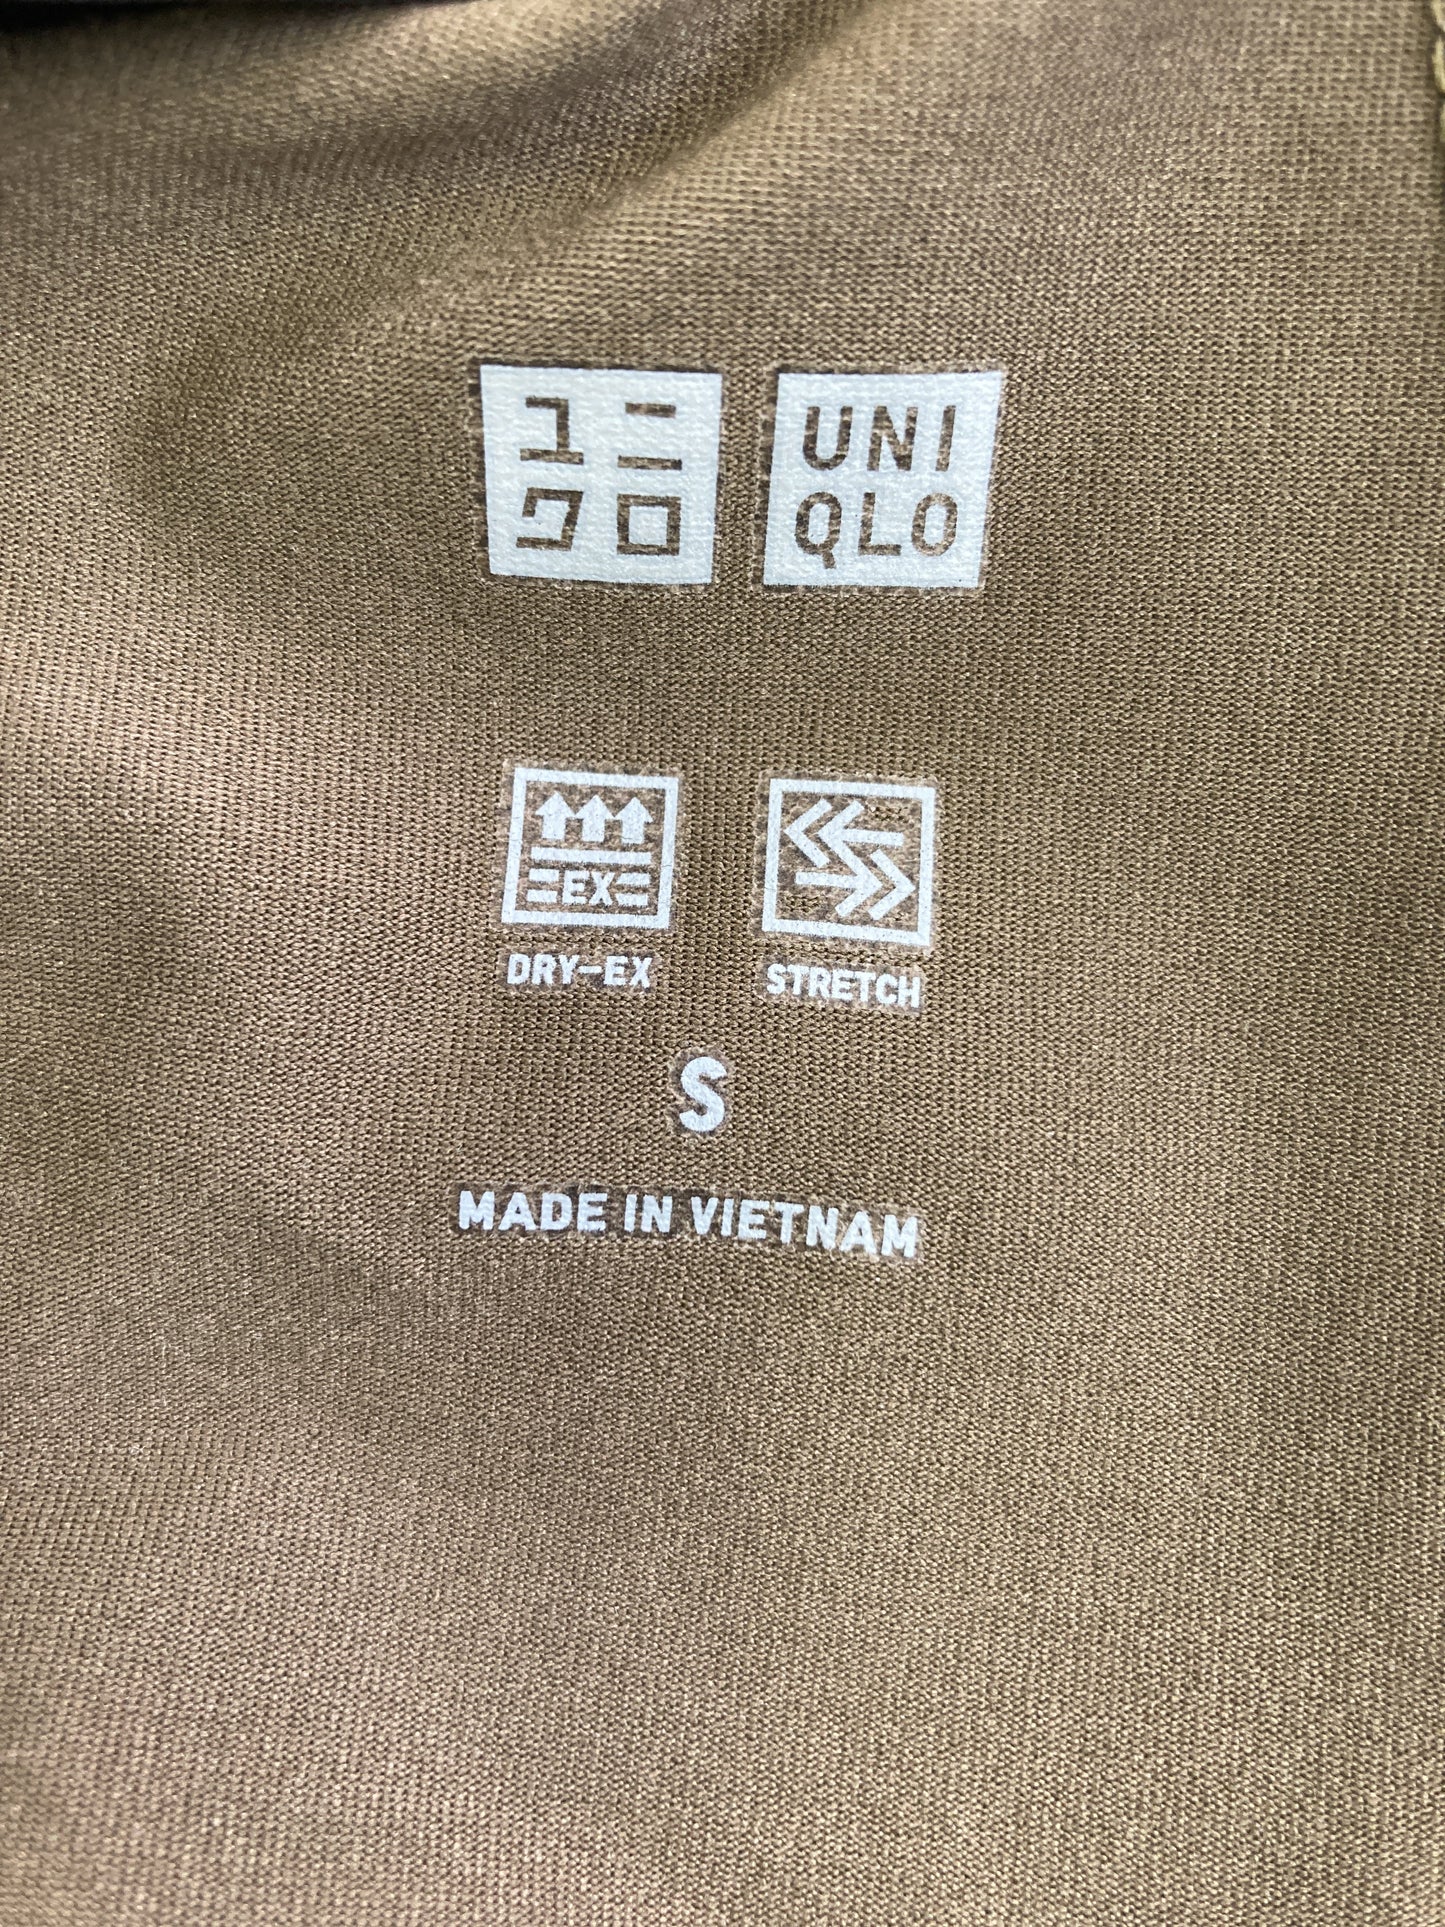 ユニ
クロ
UNI
QLO
EX
DRY-EX
STRETCH
S
MADE IN VIETNAM